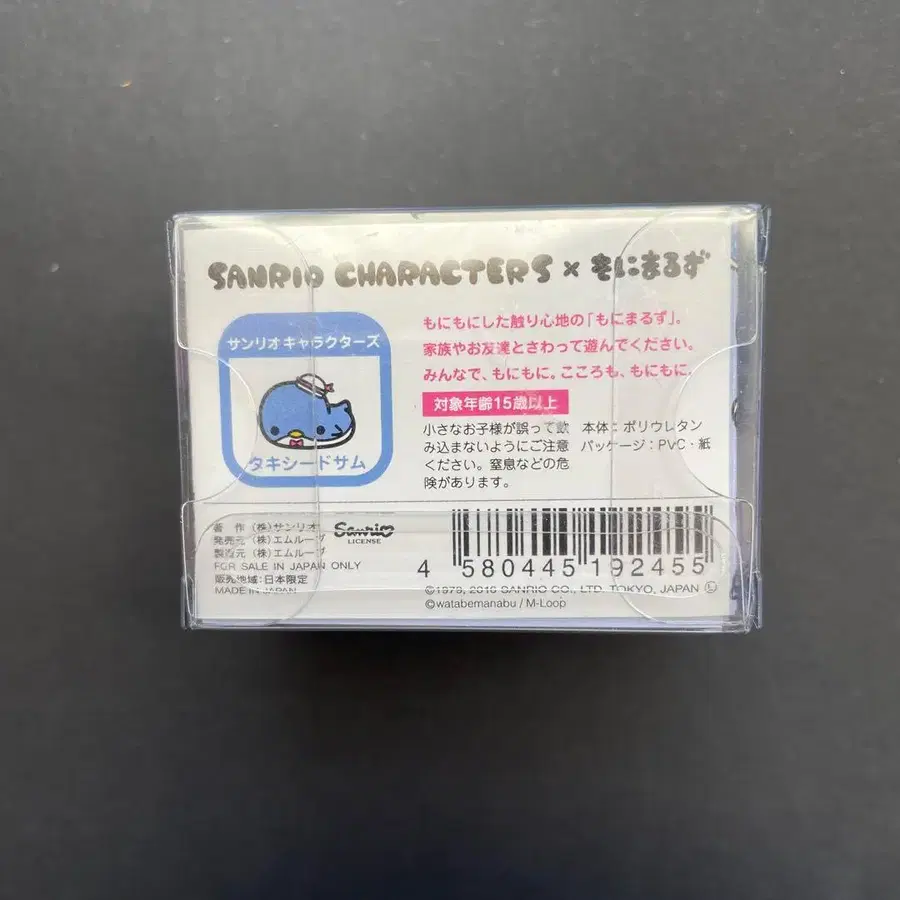 SANRIO CHARACTERS × もにまるず
サンリオキャラクターズ
タキシードサム
もにもにした触り心地の「もにまるず」。
家族やお友達とさわって遊んでください。
みんなで、もにもに。こころも、もにもに。
対象年齢15歳以上
小さなお子様が誤って飲
み込まないようにご注意
ください。窒息などの危
険があります。
本体：ポリウレタン
パッケージ：PVC・紙
著　作 (株)サンリオ
発売元 (株)エムループ
製造元 (株)エムループ
FOR SALE IN JAPAN ONLY
販売地域：日本限定
MADE IN JAPAN
Sanrio
LICENSE
4 580445 192455
©1979, 2016 SANRIO CO., LTD. TOKYO, JAPAN Ⓛ
©watabemanabu / M-Loop